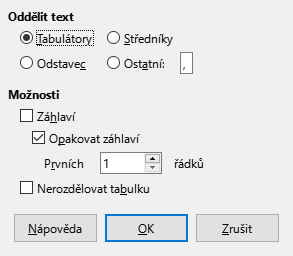 Oddělit text
Tabulátory Středníky
Odstavec Ostatní: ,
Možnosti
Záhlaví
Opakovat záhlaví
Prvních 1 řádků
Nerozdělovat tabulku
Nápověda OK Zrušit